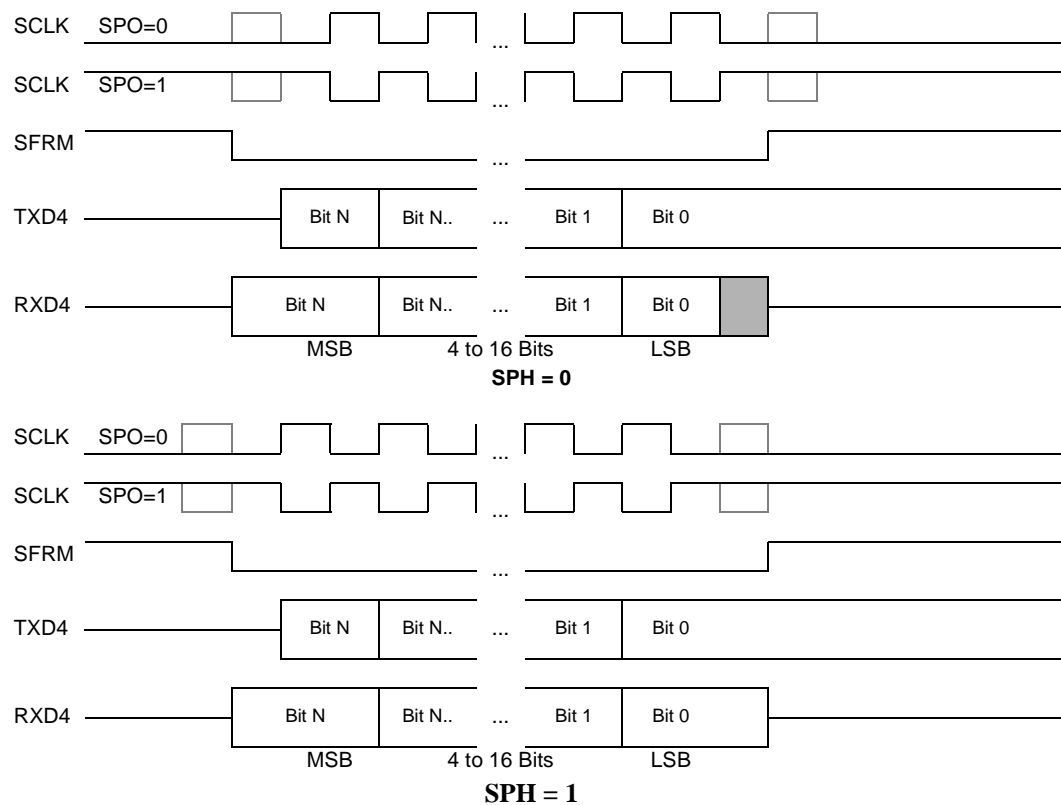 SCLK SPO=0
...
SCLK SPO=1
...
SFRM
...
TXD4 Bit N Bit N.. ... Bit 1 Bit 0
RXD4 Bit N Bit N.. ... Bit 1 Bit 0
MSB 4 to 16 Bits LSB
SPH = 0
SCLK SPO=0
...
SCLK SPO=1
...
SFRM
...
TXD4 Bit N Bit N.. ... Bit 1 Bit 0
RXD4 Bit N Bit N.. ... Bit 1 Bit 0
MSB 4 to 16 Bits LSB
SPH = 1